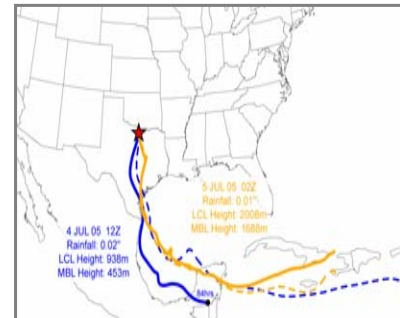 5 JUL 05 02Z
Rainfall: 0.01"
LCL Height: 2008m
MBL Height: 1688m
4 JUL 05 12Z
Rainfall: 0.02"
LCL Height: 938m
MBL Height: 453m
84hrs